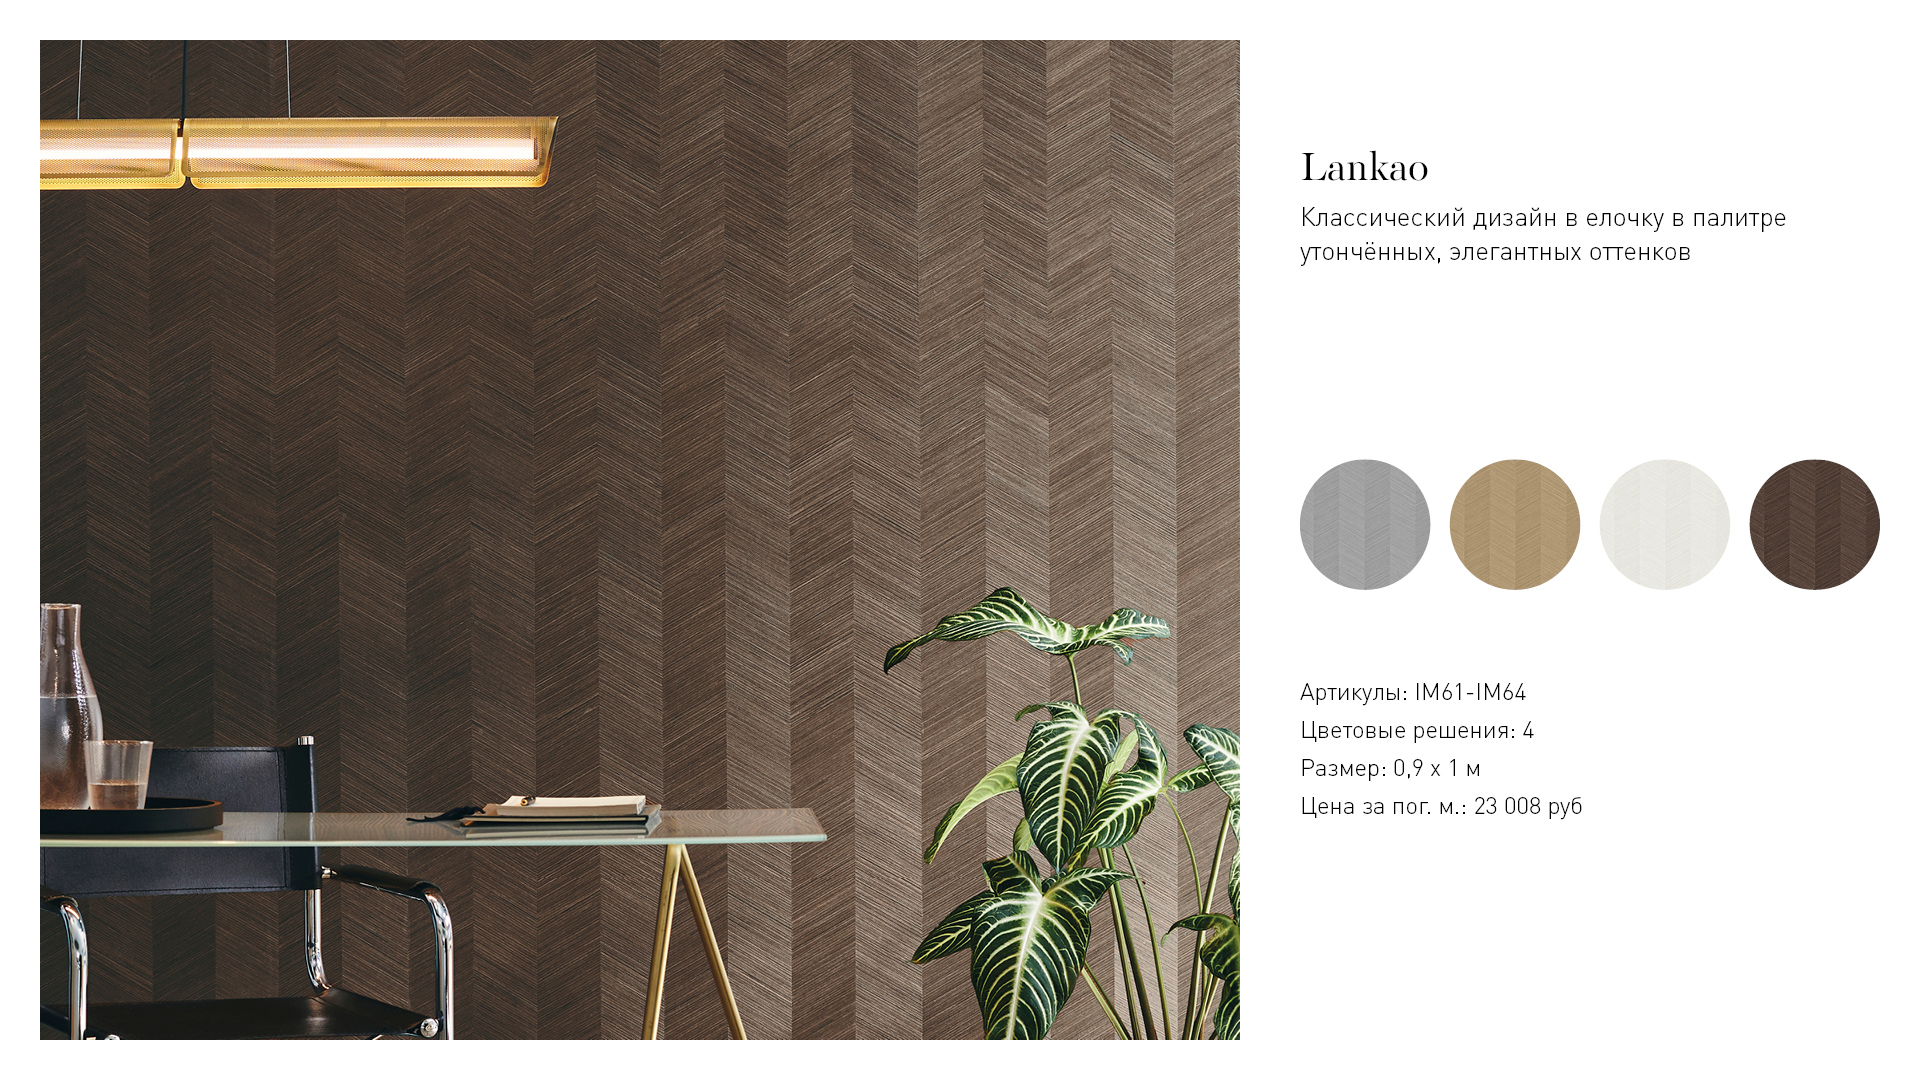 Lankao
Классический дизайн в елочку в палитре
утончённых, элегантных оттенков
Артикулы: IM61-IM64
Цветовые решения: 4
Размер: 0,9 x 1 м
Цена за пог. м.: 23 008 руб